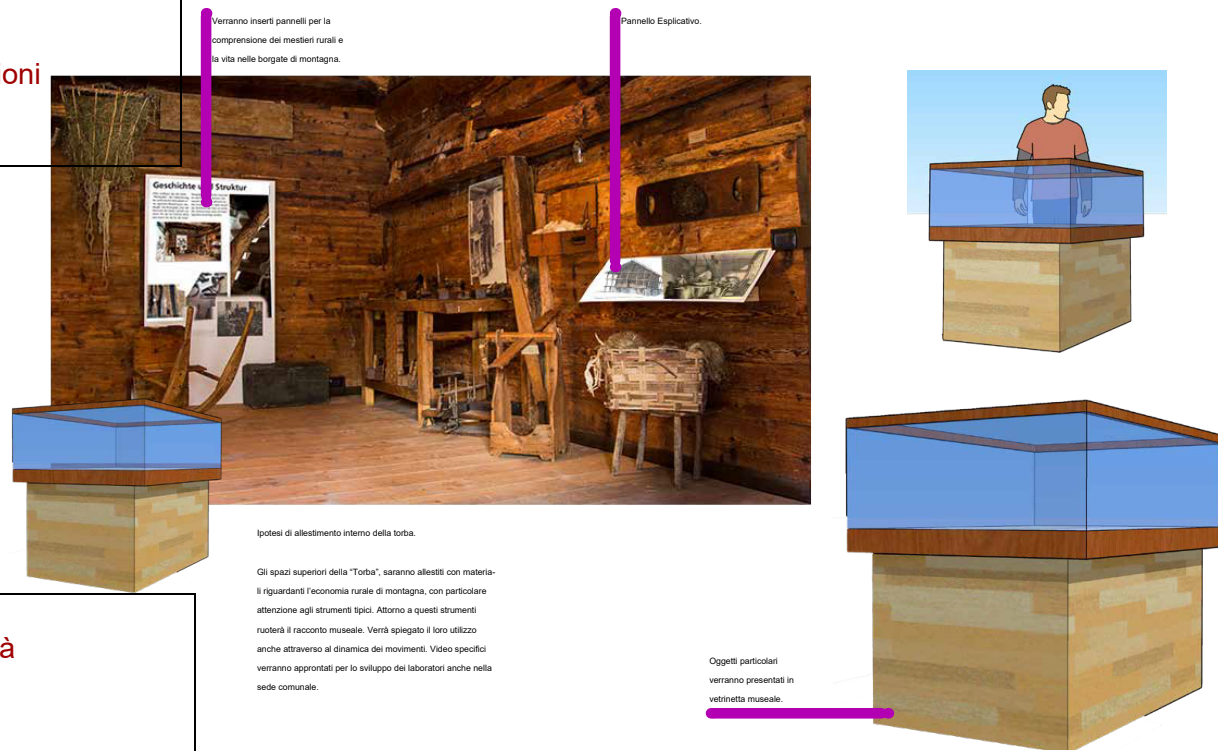 Verranno inserti pannelli per la
comprensione dei mestieri rurali e
la vita nelle borgate di montagna.
Pannello Esplicativo.
ioni
Geschichte Struktur
Ipotesi di allestimento interno della torba.
Gli spazi superiori della “Torba”, saranno allestiti con materia-
li riguardanti l’economia rurale di montagna, con particolare
attenzione agli strumenti tipici. Attorno a questi strumenti
ruoterà il racconto museale. Verrà spiegato il loro utilizzo
anche attraverso al dinamica dei movimenti. Video specifici
verranno approntati per lo sviluppo dei laboratori anche nella
sede comunale.
à
Oggetti particolari
verranno presentati in
vetrinetta museale.